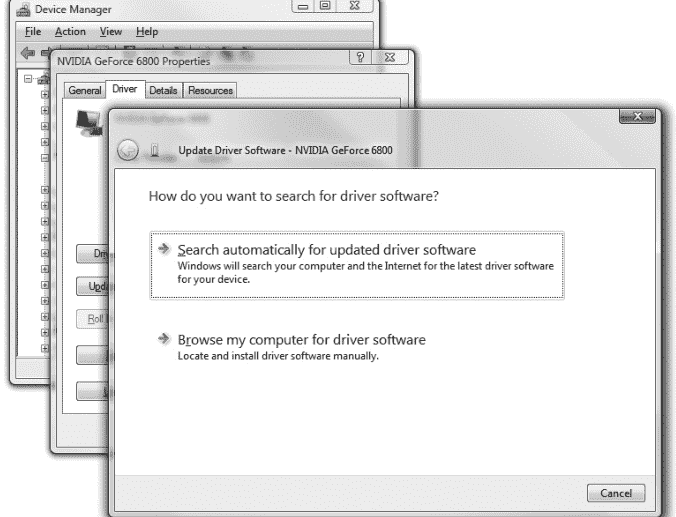 Device Manager
File Action View Help
NVIDIA GeForce 6800 Properties
General Driver Details Resources
Update Driver Software - NVIDIA GeForce 6800
How do you want to search for driver software?
Search automatically for updated driver software
Windows will search your computer and the Internet for the latest driver software
for your device.
Browse my computer for driver software
Locate and install driver software manually.
Cancel